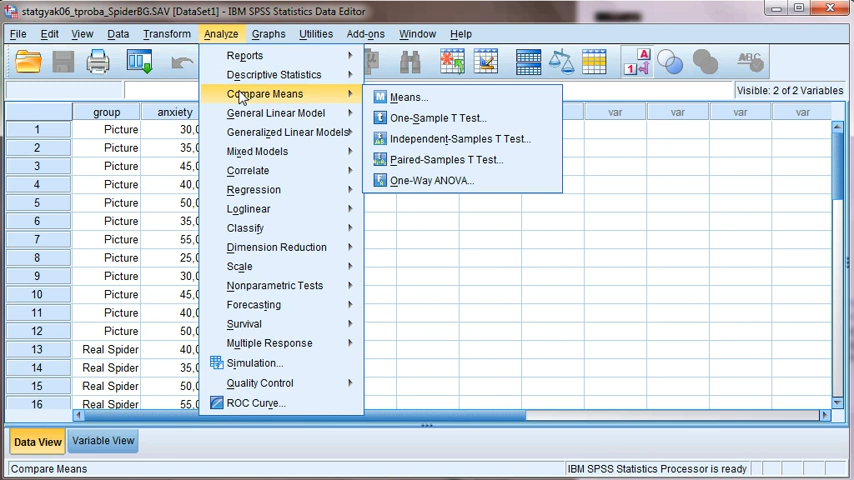 statgyak06_tproba_SpiderBG.SAV [DataSet1] - IBM SPSS Statistics Data Editor
File Edit View Data Transform Analyze Graphs Utilities Add-ons Window Help
Visible: 2 of 2 Variables
group anxiety var var var var
1 Picture 30,0
2 Picture 35,0
3 Picture 45,0
4 Picture 40,0
5 Picture 50,0
6 Picture 35,0
7 Picture 55,0
8 Picture 25,0
9 Picture 30,0
10 Picture 45,0
11 Picture 40,0
12 Picture 50,0
13 Real Spider 40,0
14 Real Spider 35,0
15 Real Spider 50,0
16 Real Spider 55,0
Reports
Descriptive Statistics
Compare Means
General Linear Model
Generalized Linear Models
Mixed Models
Correlate
Regression
Loglinear
Classify
Dimension Reduction
Scale
Nonparametric Tests
Forecasting
Survival
Multiple Response
Simulation...
Quality Control
ROC Curve...
Means...
One-Sample T Test...
Independent-Samples T Test...
Paired-Samples T Test...
One-Way ANOVA...
Data View Variable View
Compare Means IBM SPSS Statistics Processor is ready